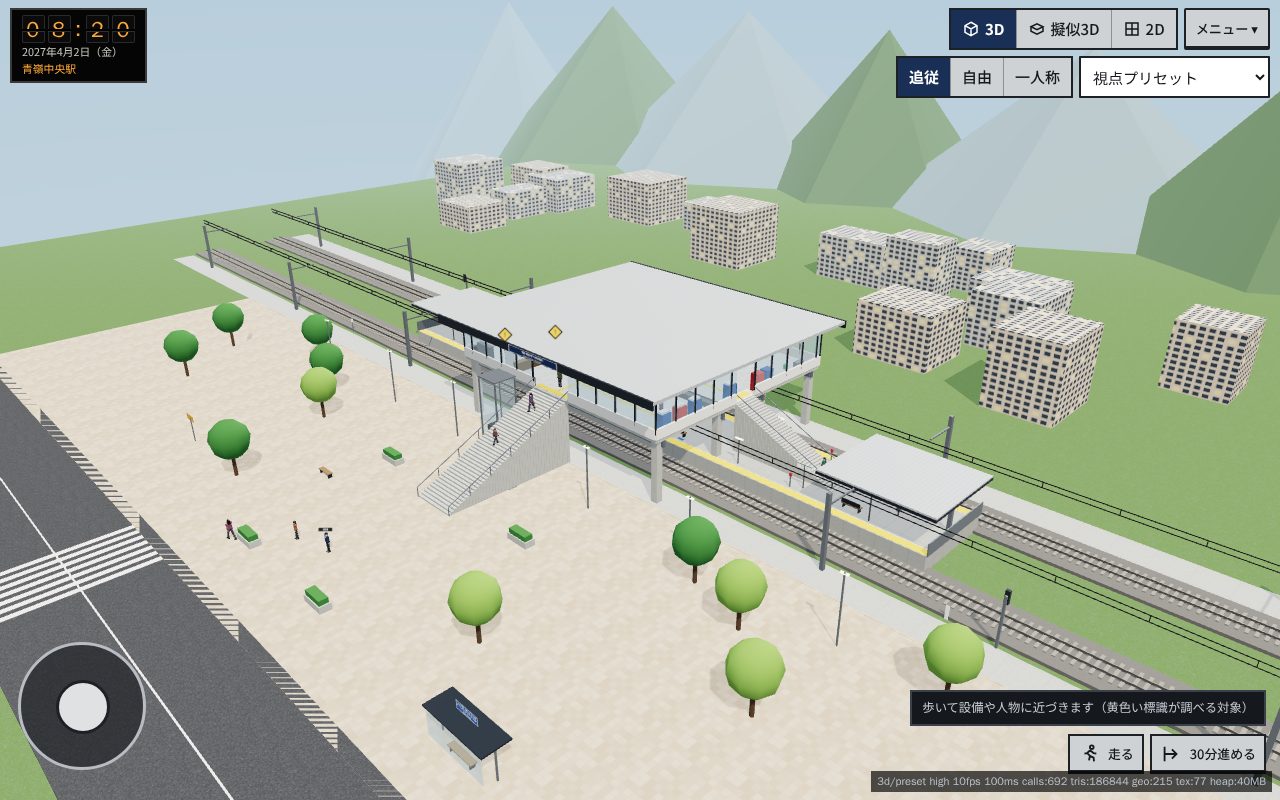 08:20
2027年4月2日（金）
青嶺中央駅
3D
擬似3D
2D
メニュー▾
追従
自由
一人称
視点プリセット
歩いて設備や人物に近づきます（黄色い標識が調べる対象）
走る
30分進める
3d/preset high 10fps 100ms calls:692 tris:186844 geo:215 tex:77 heap:40MB